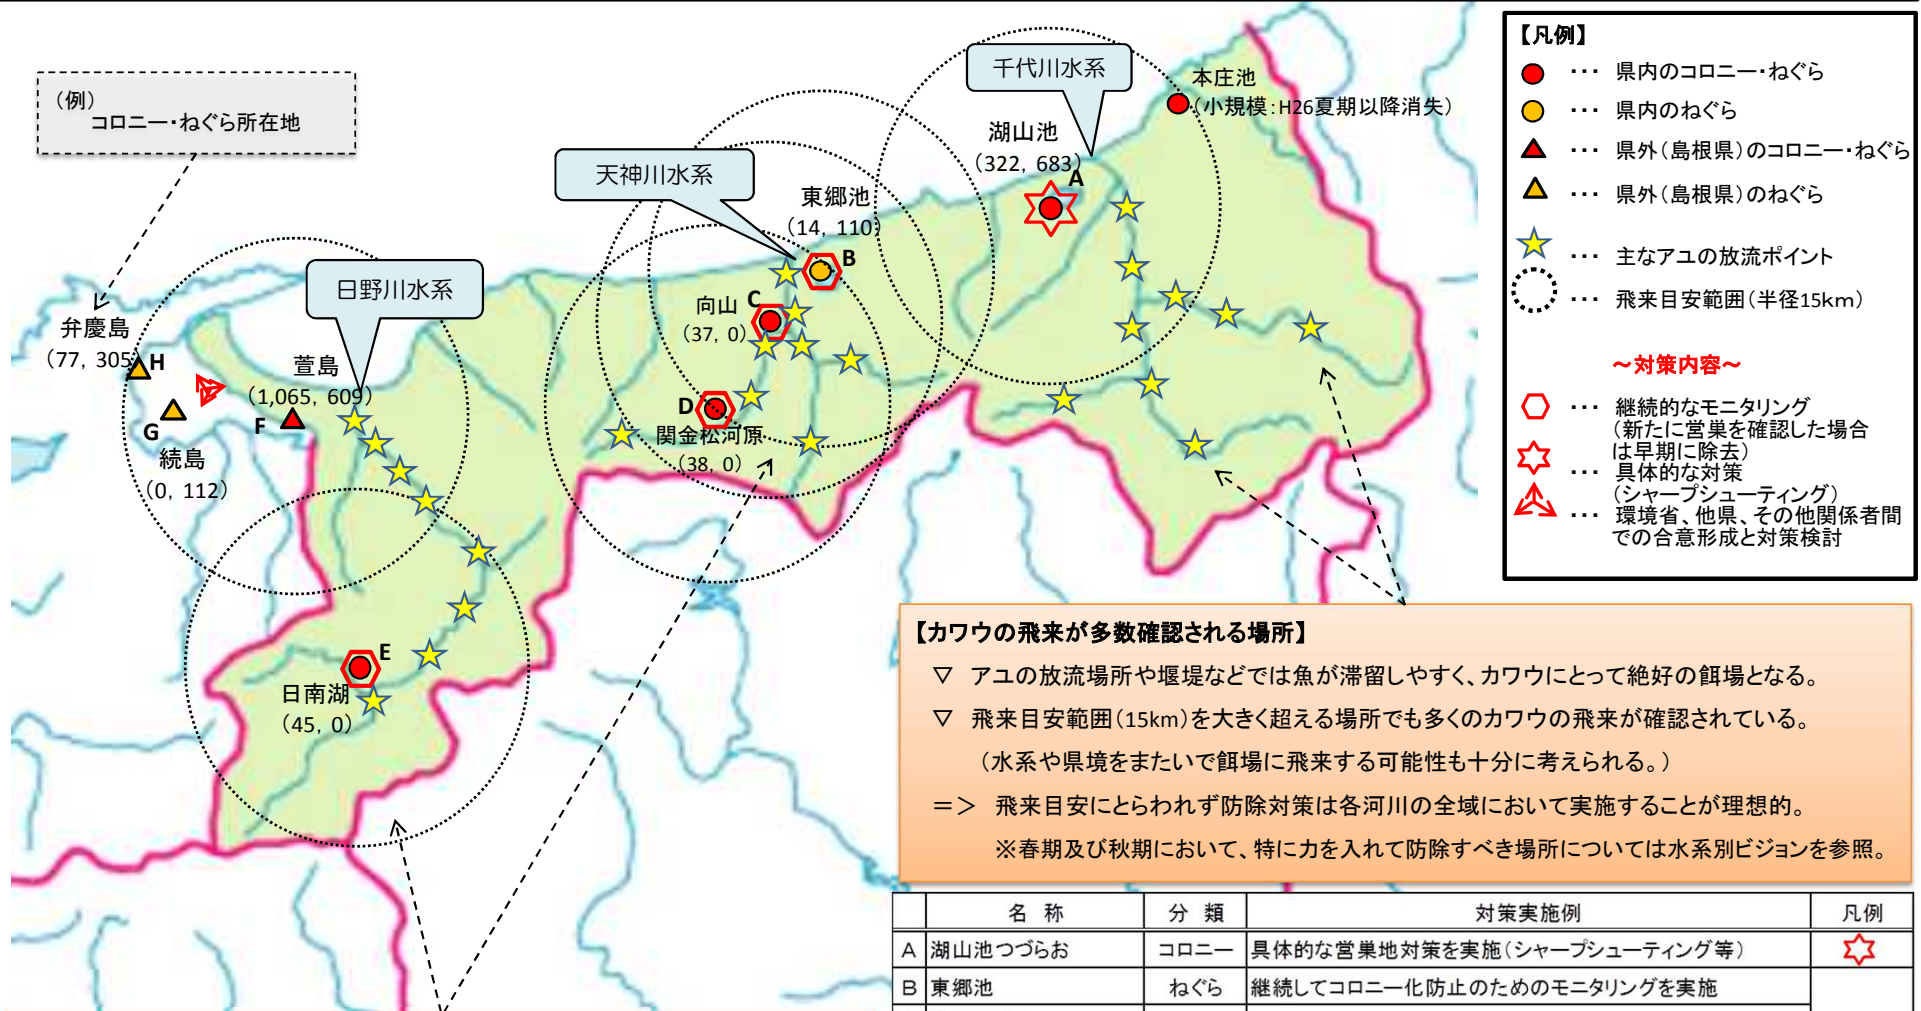 (例)
コロニー・ねぐら所在地
千代川水系
本庄池
(小規模:H26夏期以降消失)
湖山池
(322, 683)
A
天神川水系
東郷池
(14, 110)
B
日野川水系
向山
C
(37, 0)
弁慶島
(77, 305)
H
萱島
(1,065, 609)
F
G
続島
(0, 112)
D
関金松河原
(38, 0)
E
日南湖
(45, 0)
【凡例】
… 県内のコロニー・ねぐら
… 県内のねぐら
… 県外(島根県)のコロニー・ねぐら
… 県外(島根県)のねぐら
… 主なアユの放流ポイント
… 飛来目安範囲(半径15km)
~対策内容~
… 継続的なモニタリング
(新たに営巣を確認した場合
は早期に除去)
… 具体的な対策
(シャープシューティング)
… 環境省、他県、その他関係者間
での合意形成と対策検討
【カワウの飛来が多数確認される場所】
▽ アユの放流場所や堰堤などでは魚が滞留しやすく、カワウにとって絶好の餌場となる。
▽ 飛来目安範囲(15km)を大きく超える場所でも多くのカワウの飛来が確認されている。
(水系や県境をまたいで餌場に飛来する可能性も十分に考えられる。)
=> 飛来目安にとらわれず防除対策は各河川の全域において実施することが理想的。
※春期及び秋期において、特に力を入れて防除すべき場所については水系別ビジョンを参照。
名 称 分 類 対策実施例 凡例
A 湖山池つづらお コロニー 具体的な営巣地対策を実施(シャープシューティング等)
B 東郷池 ねぐら 継続してコロニー化防止のためのモニタリングを実施